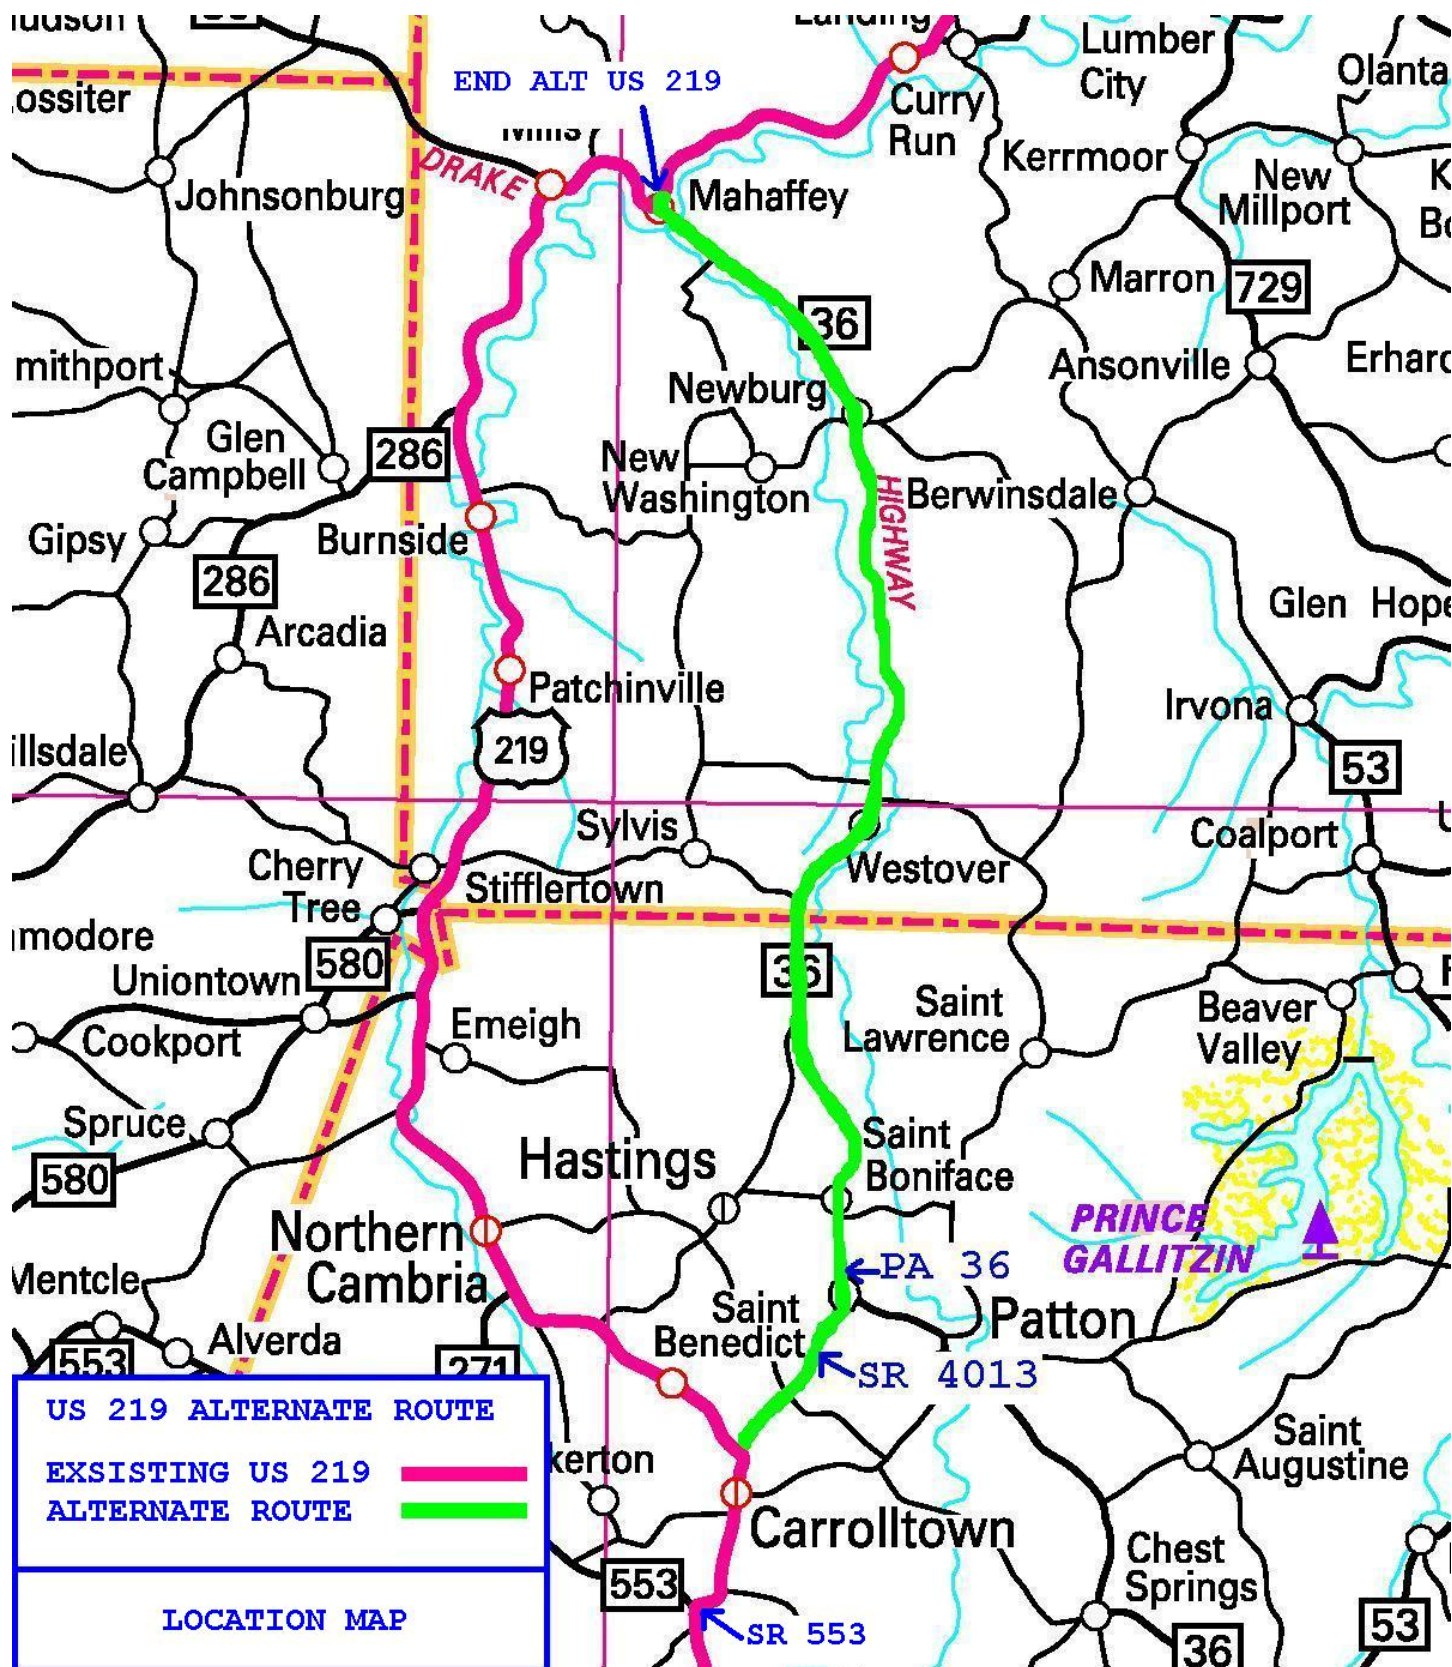 Landing
Lumber
City
Olanta
END ALT US 219
ossiter
Curry
Run
Kerrmoor
New
Millport
DRAKE
Johnsonburg
Mahaffey
Marron
729
36
mithport
Ansonville
Newburg
Glen
Campbell
286
New
Washington
HIGHWAY
Berwinsdale
Gipsy
Burnside
286
Glen Hope
Arcadia
Patchinville
Irvona
219
illsdale
53
Sylvis
Coalport
Cherry
Tree
Stifflertown
Westover
modore
580
Uniontown
36
Saint
Lawrence
Beaver
Valley
Cookport
Emeigh
Spruce
580
Hastings
Saint
Boniface
PRINCE
GALLITZIN
Northern
Cambria
PA 36
Mentcle
Alverda
Saint
Benedict
Patton
553
271
SR 4013
US 219 ALTERNATE ROUTE
EXSISTING US 219
ALTERNATE ROUTE
kerton
Saint
Augustine
Carrolltown
Chest
Springs
553
LOCATION MAP
SR 553
36
53